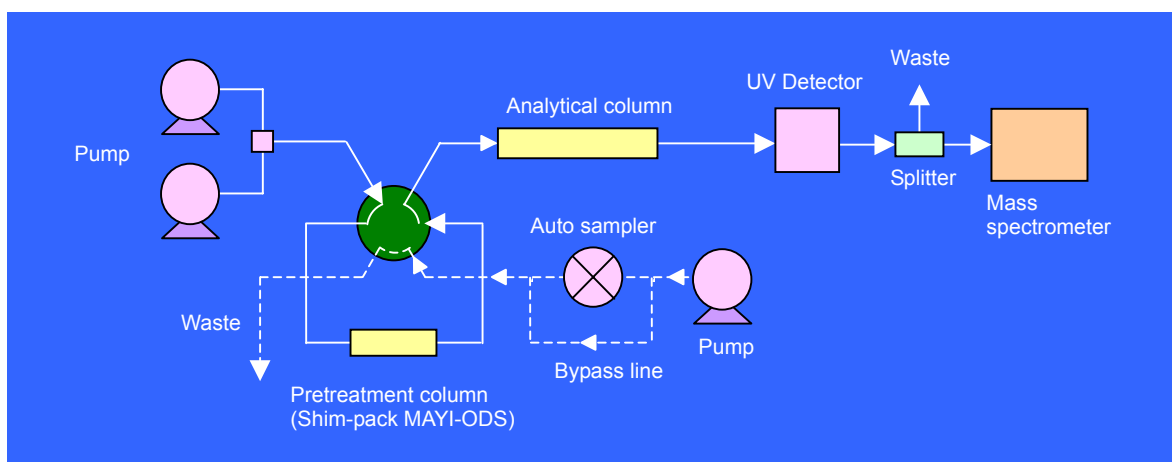 Waste
UV Detector
Analytical column
Pump
Splitter
Mass
spectrometer
Auto sampler
Waste
Pump
Bypass line
Pretreatment column
(Shim-pack MAYI-ODS)